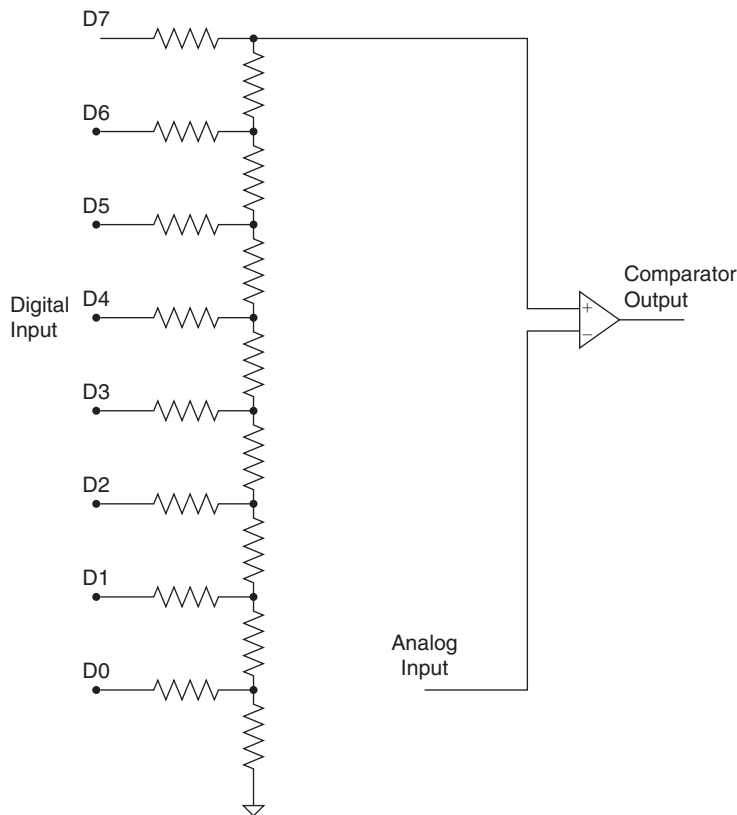 D7
D6
D5
Digital
Input
D4
D3
D2
D1
D0
Comparator
Output
+
−
Analog
Input